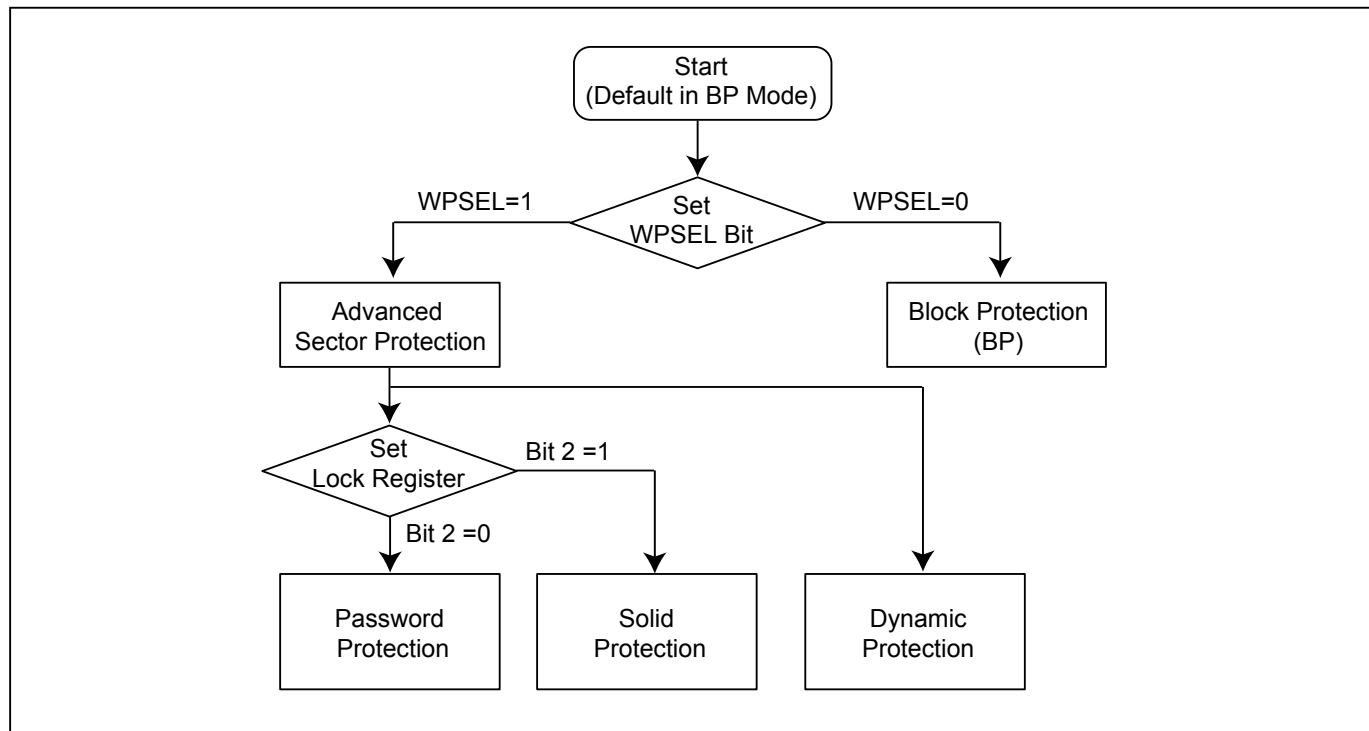 Start
(Default in BP Mode)
WPSEL=1
Set
WPSEL Bit
WPSEL=0
Advanced
Sector Protection
Block Protection
(BP)
Set
Lock Register
Bit 2 =1
Bit 2 =0
Password
Protection
Solid
Protection
Dynamic
Protection